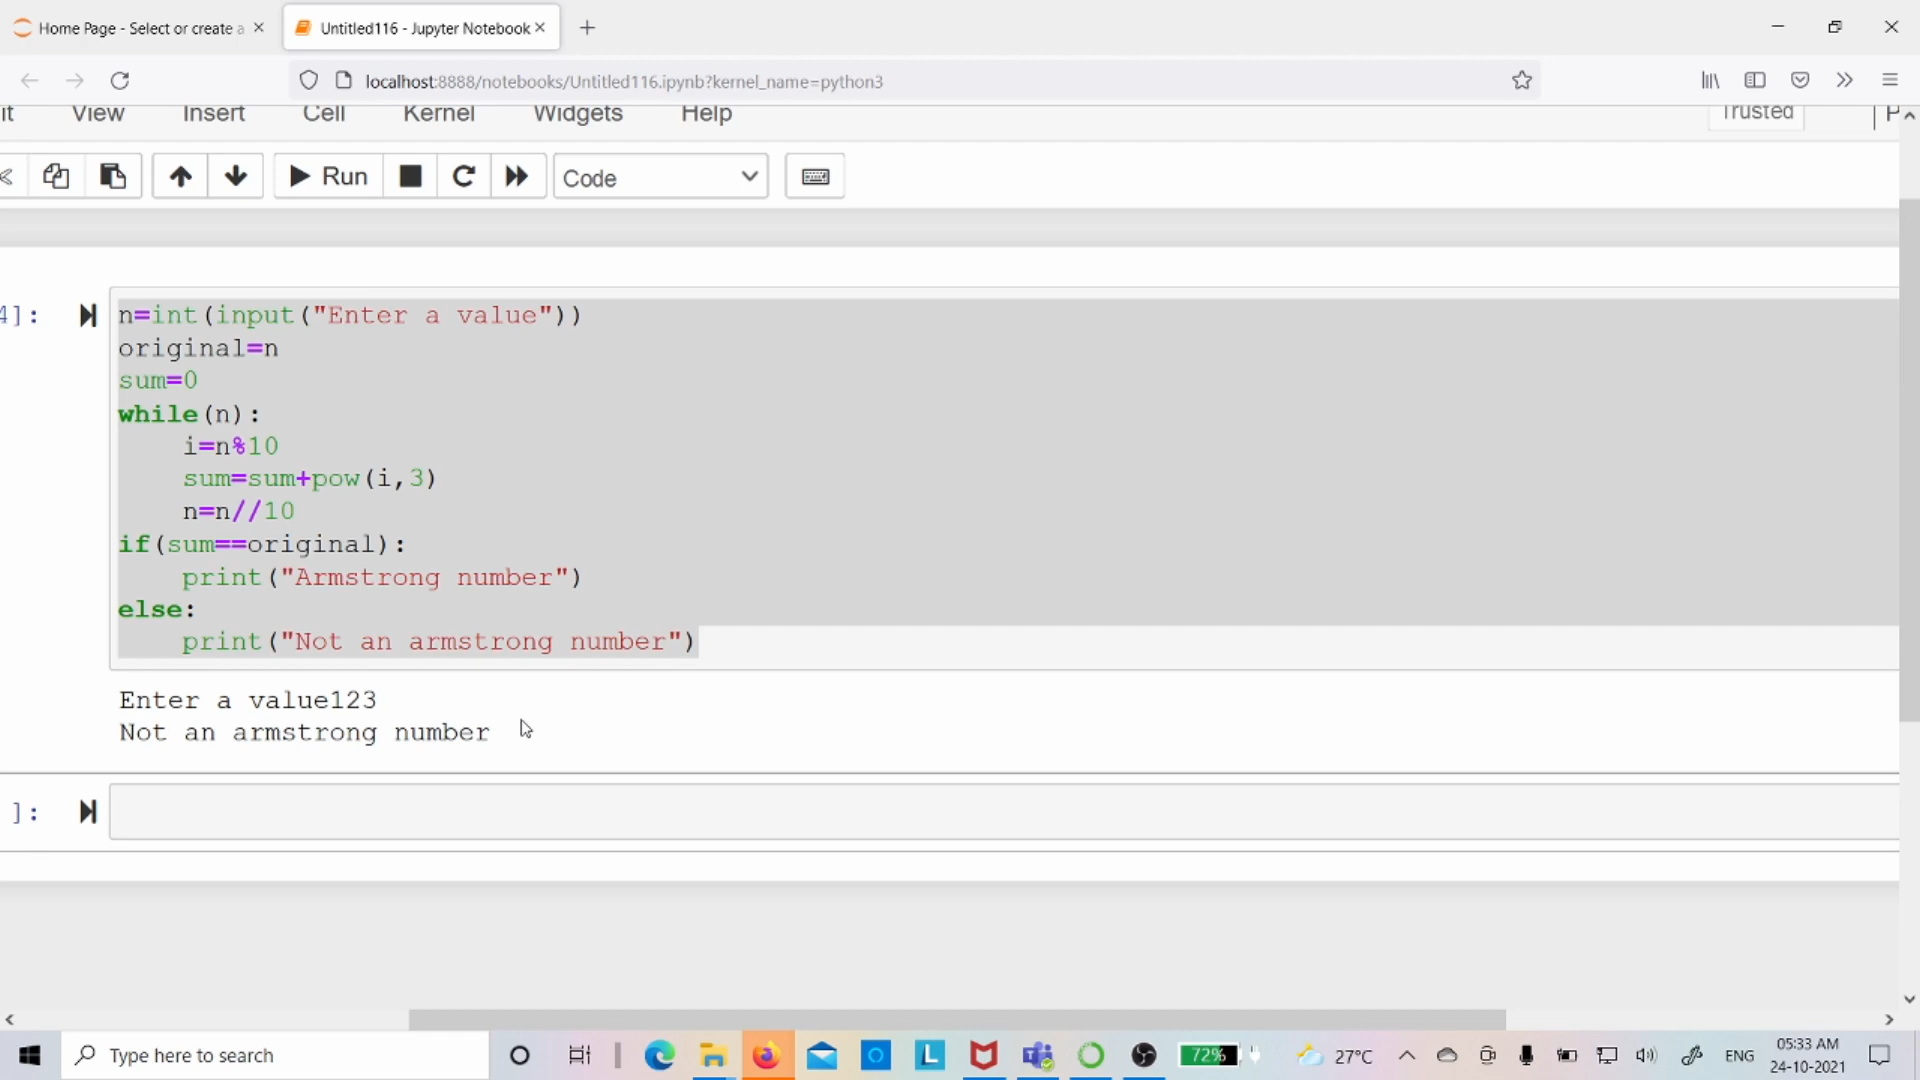 Home Page - Select or create a
Untitled116 - Jupyter Notebook
localhost:8888/notebooks/Untitled116.ipynb?kernel_name=python3
it View Insert Cell Kernel Widgets Help
Trusted
P
Run
Code
4]:
n=int(input("Enter a value"))
original=n
sum=0
while(n):
    i=n%10
    sum=sum+pow(i,3)
    n=n//10
if(sum==original):
    print("Armstrong number")
else:
    print("Not an armstrong number")
Enter a value123
Not an armstrong number
]:
Type here to search
L
72%
27°C
ENG
05:33 AM
24-10-2021